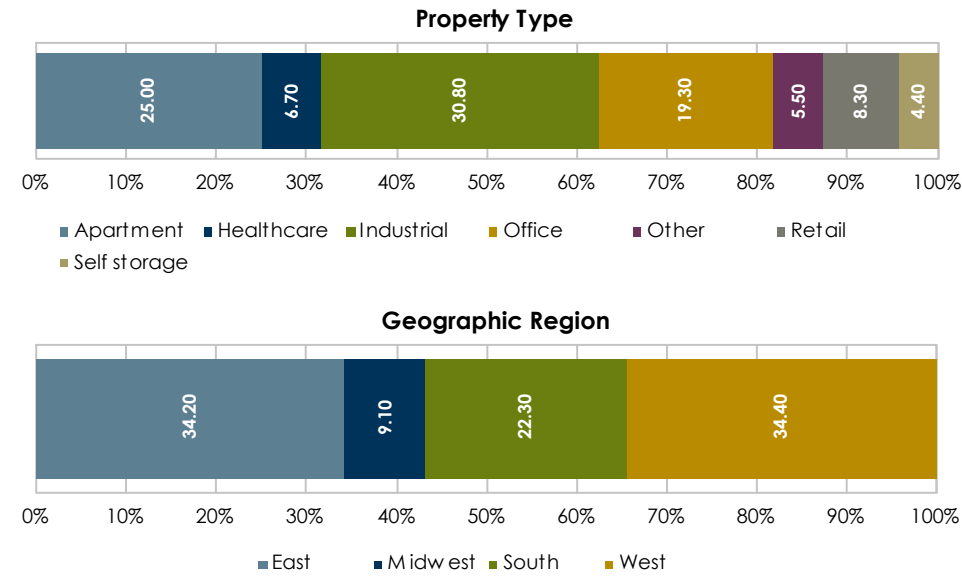 Property Type
25.00 6.70 30.80 19.30 5.50 8.30 4.40
0% 10% 20% 30% 40% 50% 60% 70% 80% 90% 100%
Apartment Healthcare Industrial Office Other Retail
Self storage
Geographic Region
34.20 9.10 22.30 34.40
0% 10% 20% 30% 40% 50% 60% 70% 80% 90% 100%
East Midwest South West